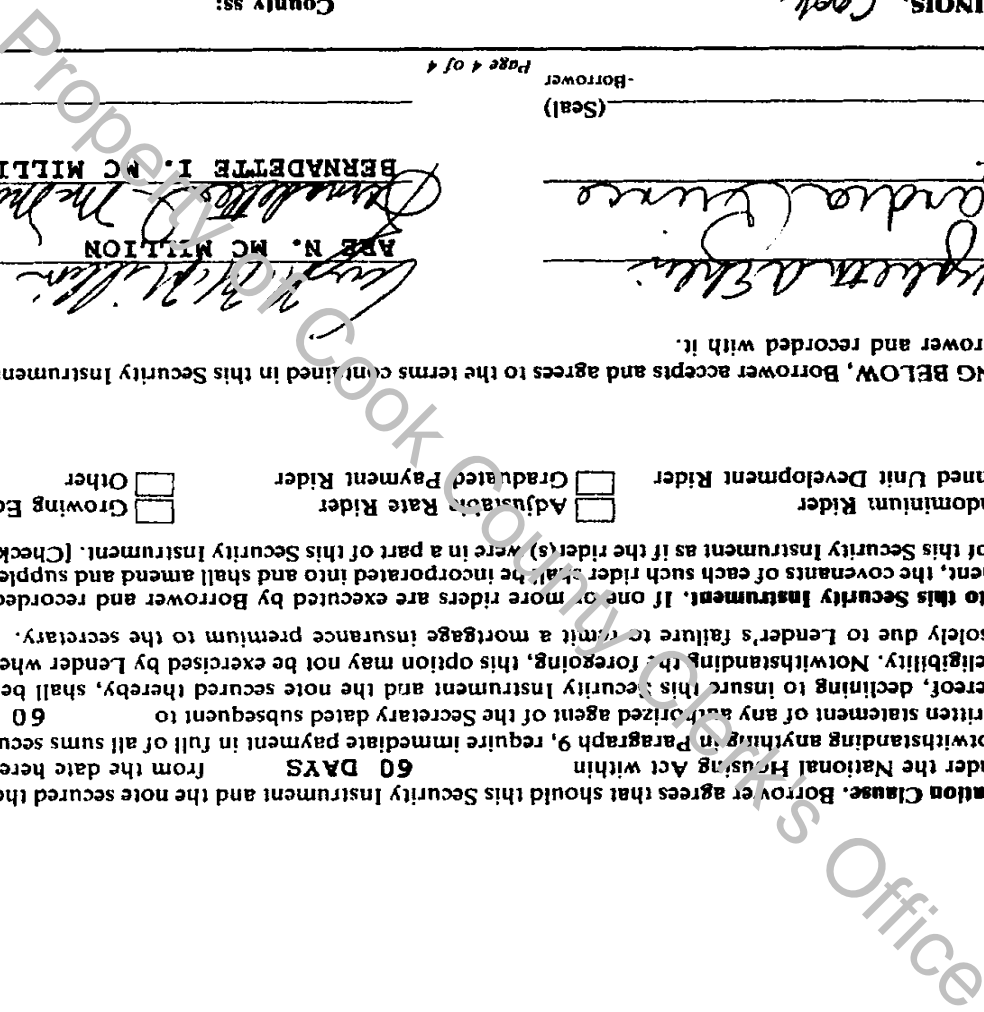 ation Clause. Borrower agrees that should this Security Instrument and the note secured the
nder the National Housing Act within 60 DAYS from the date here
otwithstanding anything in Paragraph 9, require immediate payment in full of all sums secu
ritten statement of any authorized agent of the Secretary dated subsequent to 60
ereof, declining to insure this Security Instrument and the note secured thereby, shall be
eligibility. Notwithstanding the foregoing, this option may not be exercised by Lender whe
solely due to Lender's failure to remit a mortgage insurance premium to the secretary.
to this Security Instrument. If one or more riders are executed by Borrower and recorded
nent, the covenants of each such rider shall be incorporated into and shall amend and supple
of this Security Instrument as if the rider(s) were in a part of this Security Instrument. [Check
ndominium Rider Adjustable Rate Rider Growing Eq
nned Unit Development Rider Graduated Payment Rider Other
NG BELOW, Borrower accepts and agrees to the terms contained in this Security Instrumen
rower and recorded with it.
ARE N. MC MILLION
BERNADETTE I. MC MILLI
(Seal)
-Borrower
Page 4 of 4
INOIS, Cook County ss:
Property of Cook County Clerk's Office